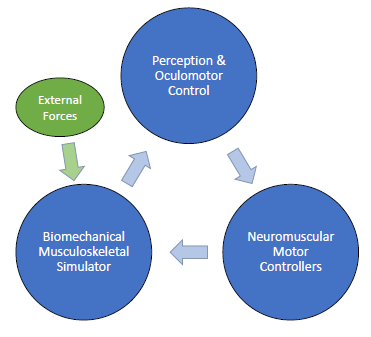 Perception &
Oculomotor
Control
External
Forces
Biomechanical
Musculoskeletal
Simulator
Neuromuscular
Motor
Controllers